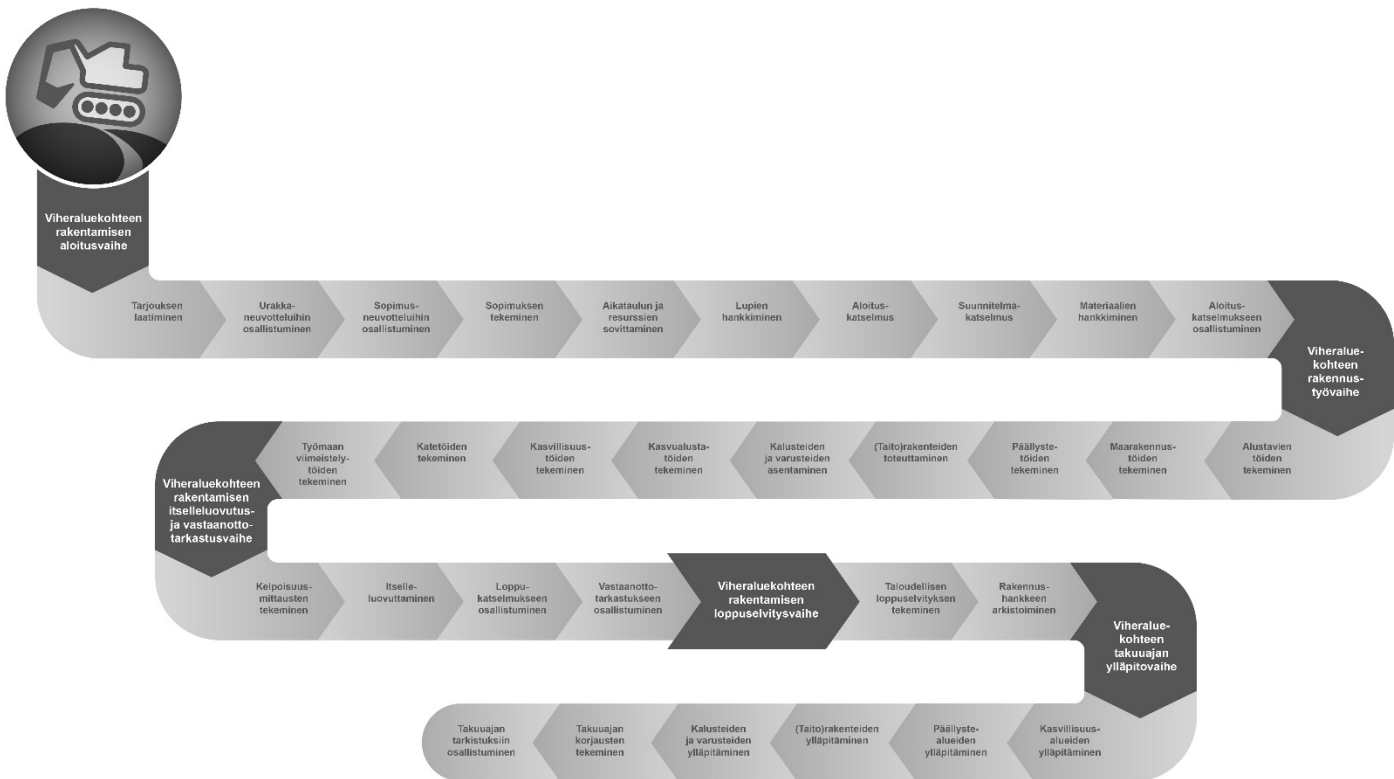 Viheraluekohteen
rakentamisen
aloitusvaihe
Tarjouksen
laatiminen
Urakka-
neuvotteluihin
osallistuminen
Sopimus-
neuvotteluihin
osallistuminen
Sopimuksen
tekeminen
Aikataulun ja
resurssien
sovittaminen
Lupien
hankkiminen
Aloitus-
katselmus
Suunnitelma-
katselmus
Materiaalien
hankkiminen
Aloitus-
katselmukseen
osallistuminen
Viheralue-
kohteen
rakennus-
työvaihe
Alustavien
töiden
tekeminen
Maarakennus-
töiden
tekeminen
Päällyste-
töiden
tekeminen
(Taito)rakenteiden
toteuttaminen
Kalusteiden
ja varusteiden
asentaminen
Kasvualusta-
töiden
tekeminen
Kasvillisuus-
töiden
tekeminen
Katetöiden
tekeminen
Työmaan
viimeistely-
töiden
tekeminen
Viheraluekohteen
rakentamisen
itselleluovutus-
ja vastaanotto-
tarkastusvaihe
Kelpoisuus-
mittausten
tekeminen
Itselle-
luovuttaminen
Loppu-
katselmukseen
osallistuminen
Vastaanotto-
tarkastukseen
osallistuminen
Viheraluekohteen
rakentamisen
loppuselvitysvaihe
Taloudellisen
loppuselvityksen
tekeminen
Rakennus-
hankkeen
arkistoiminen
Viheralue-
kohteen
takuuajan
ylläpitovaihe
Kasvillisuus-
alueiden
ylläpitäminen
Päällyste-
alueiden
ylläpitäminen
(Taito)rakenteiden
ylläpitäminen
Kalusteiden
ja varusteiden
ylläpitäminen
Takuuajan
korjausten
tekeminen
Takuuajan
tarkistuksiin
osallistuminen